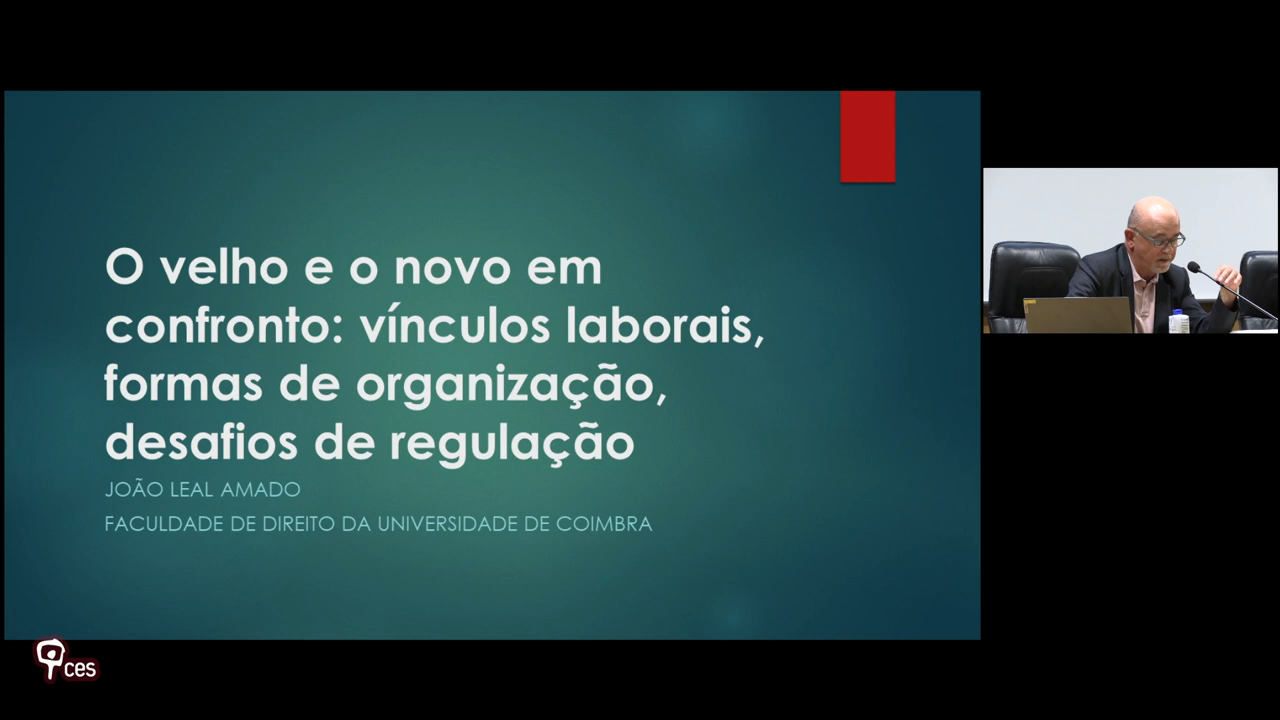 O velho e o novo em
confronto: vínculos laborais,
formas de organização,
desafios de regulação
JOÃO LEAL AMADO
FACULDADE DE DIREITO DA UNIVERSIDADE DE COIMBRA
ces